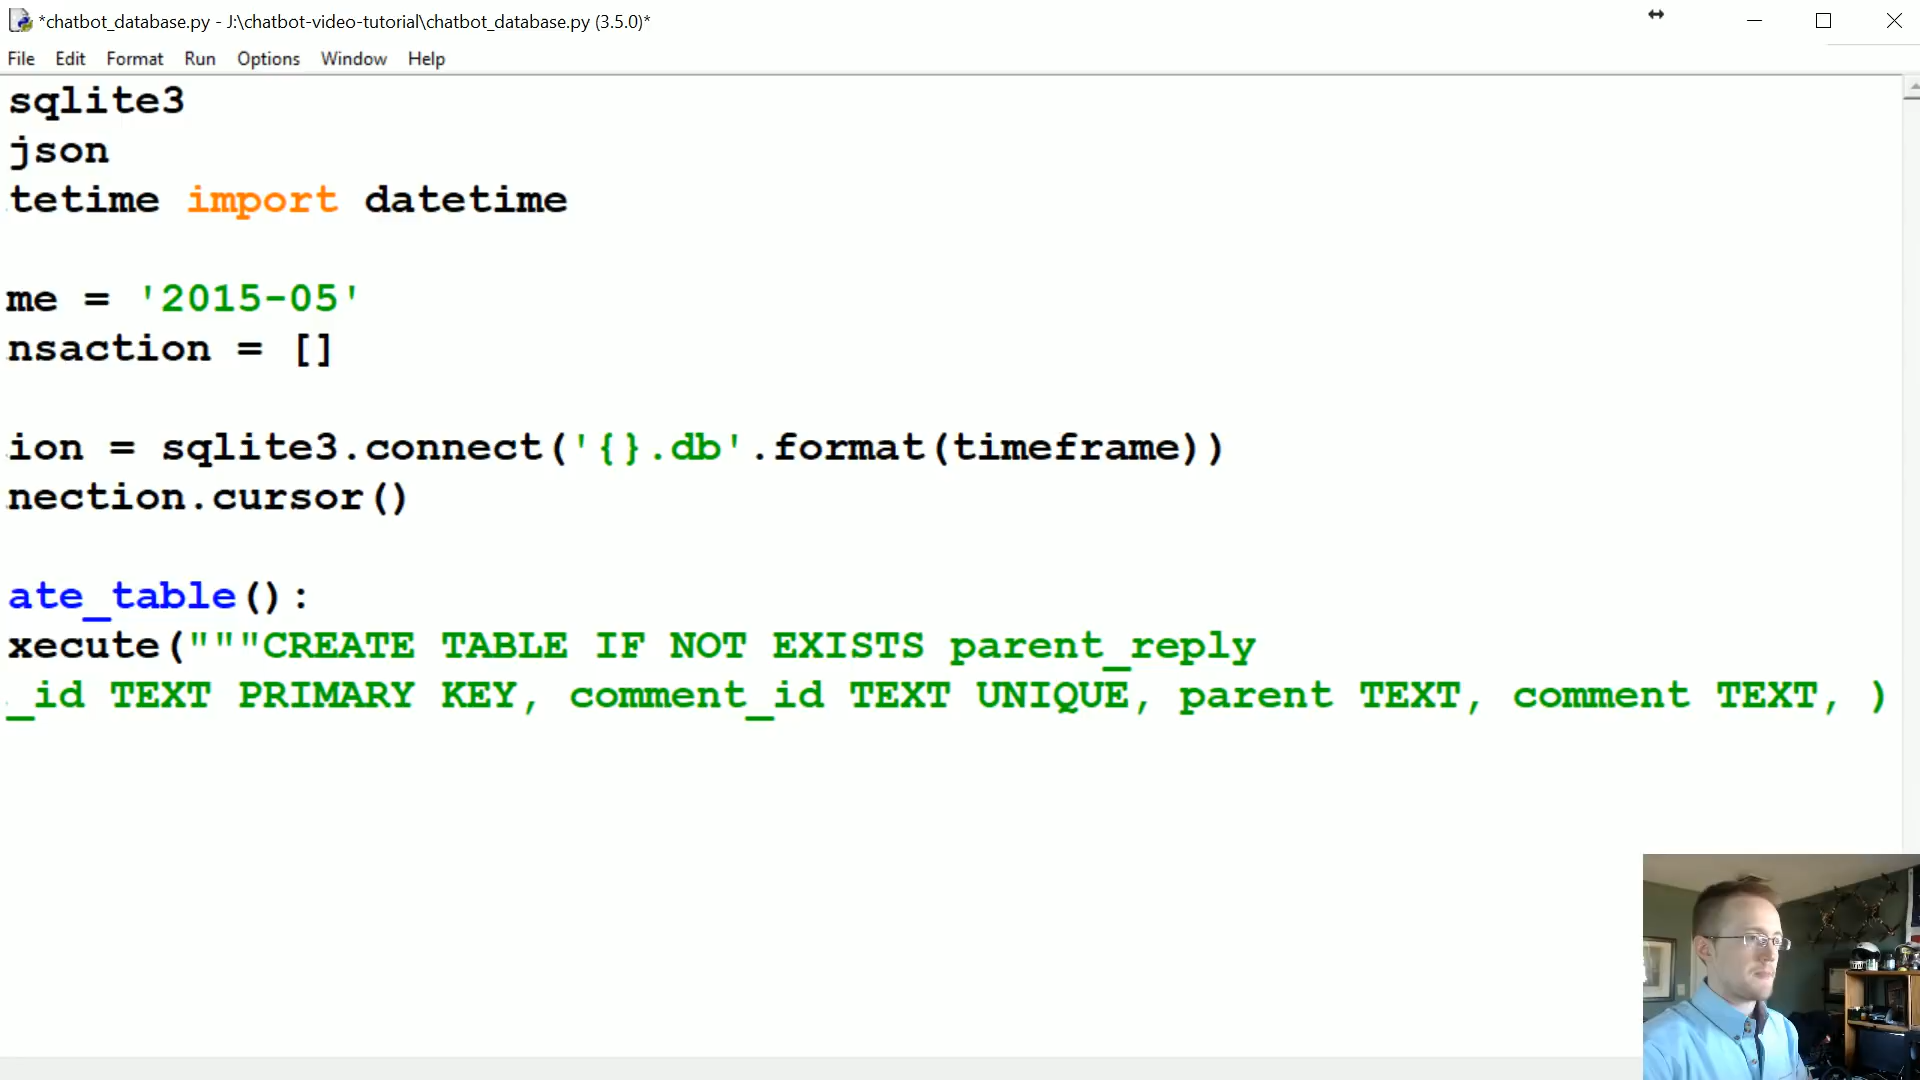 *chatbot_database.py - J:\chatbot-video-tutorial\chatbot_database.py (3.5.0)*
File Edit Format Run Options Window Help
sqlite3
json
tetime import datetime
me = '2015-05'
nsaction = []
ion = sqlite3.connect('{}.db'.format(timeframe))
nection.cursor()
ate_table():
xecute("""CREATE TABLE IF NOT EXISTS parent_reply
_id TEXT PRIMARY KEY, comment_id TEXT UNIQUE, parent TEXT, comment TEXT, )